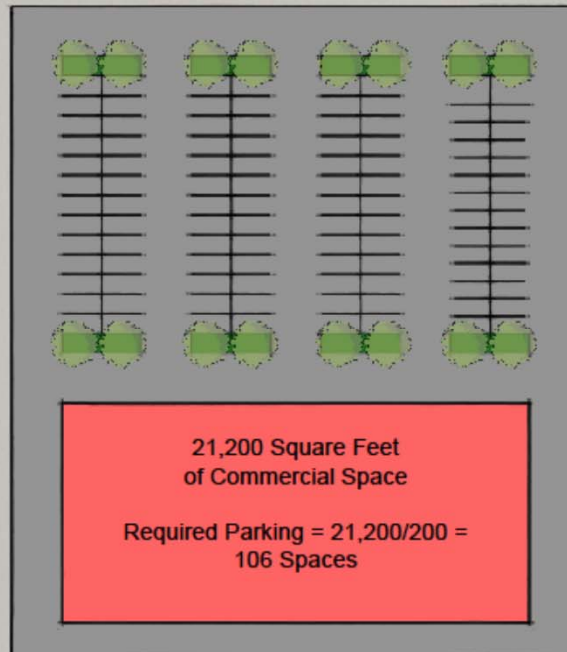 21,200 Square Feet
of Commercial Space
Required Parking = 21,200/200 =
106 Spaces